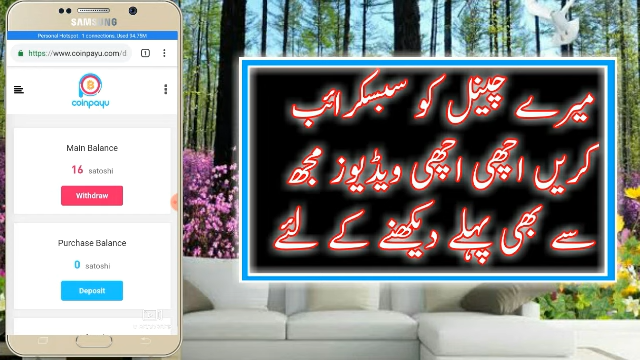 SAMSUNG
Personal Hotspot. 1 connections, Used 94.78M
https://www.coinpayu.com/d
1
coinpayu
Main Balance
16 satoshi
Withdraw
Purchase Balance
0 satoshi
Deposit
میرے چینل کو سبسکرائب
کریں اچھی اچھی ویڈیوز مجھ
سے بھی پہلے دیکھنے کے لئے